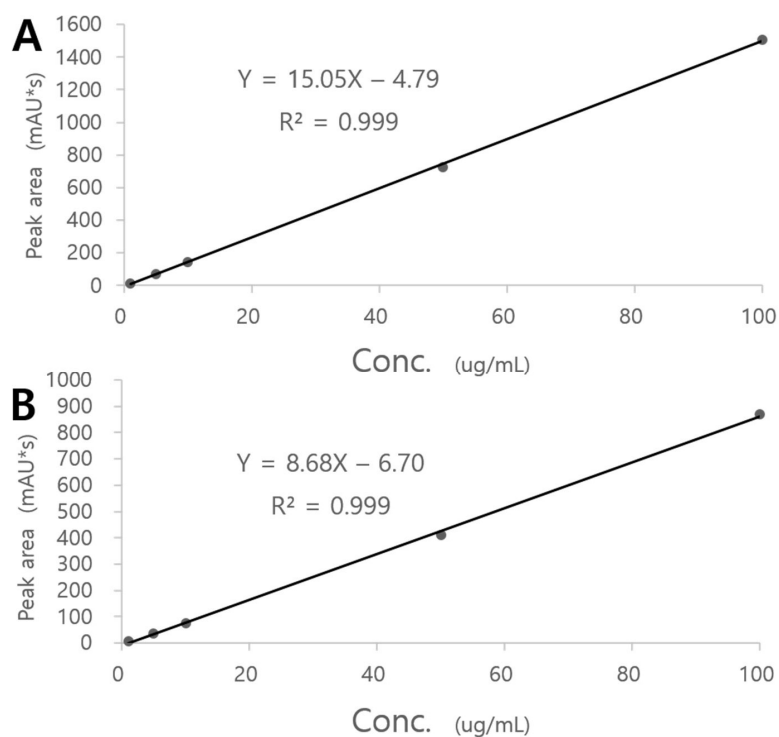 A
Peak area (mAU*s)
1600
1400
1200
1000
800
600
400
200
0
Y = 15.05X – 4.79
R² = 0.999
0 20 40 60 80 100
Conc. (ug/mL)
B
Peak area (mAU*s)
1000
900
800
700
600
500
400
300
200
100
0
Y = 8.68X – 6.70
R² = 0.999
0 20 40 60 80 100
Conc. (ug/mL)